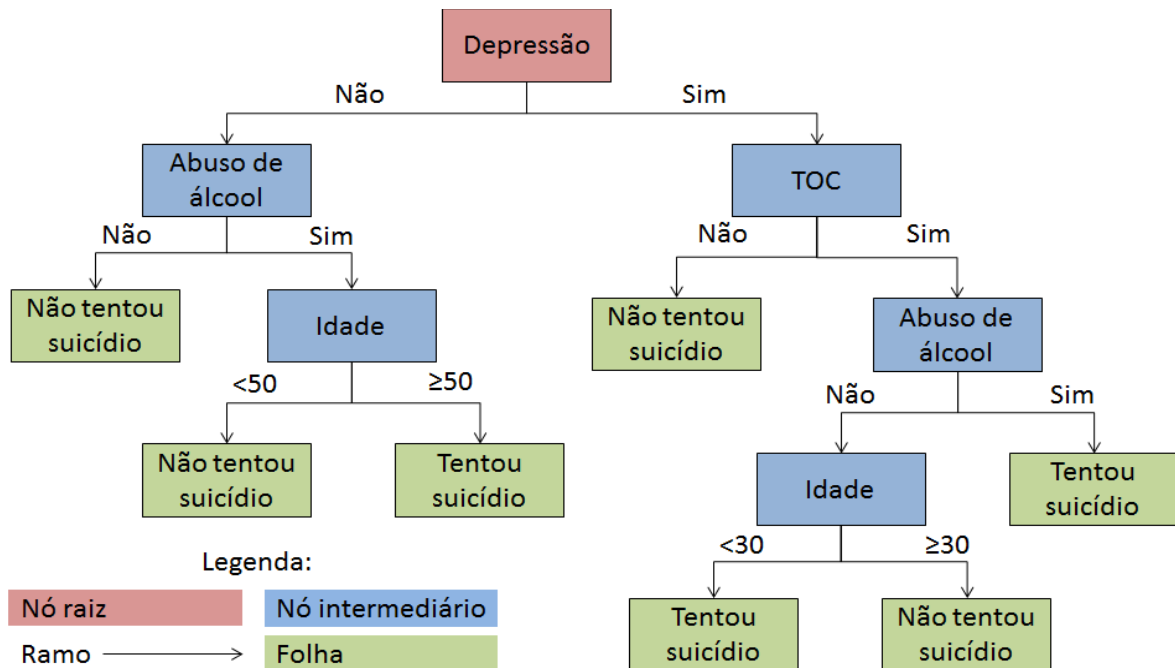 Depressão
Não
Sim
Abuso de
álcool
TOC
Não
Sim
Não
Sim
Não tentou
suicídio
Idade
Não tentou
suicídio
Abuso de
álcool
<50
≥50
Não
Sim
Não tentou
suicídio
Tentou
suicídio
Idade
Tentou
suicídio
<30
≥30
Tentou
suicídio
Não tentou
suicídio
Legenda:
Nó raiz
Nó intermediário
Ramo
Folha